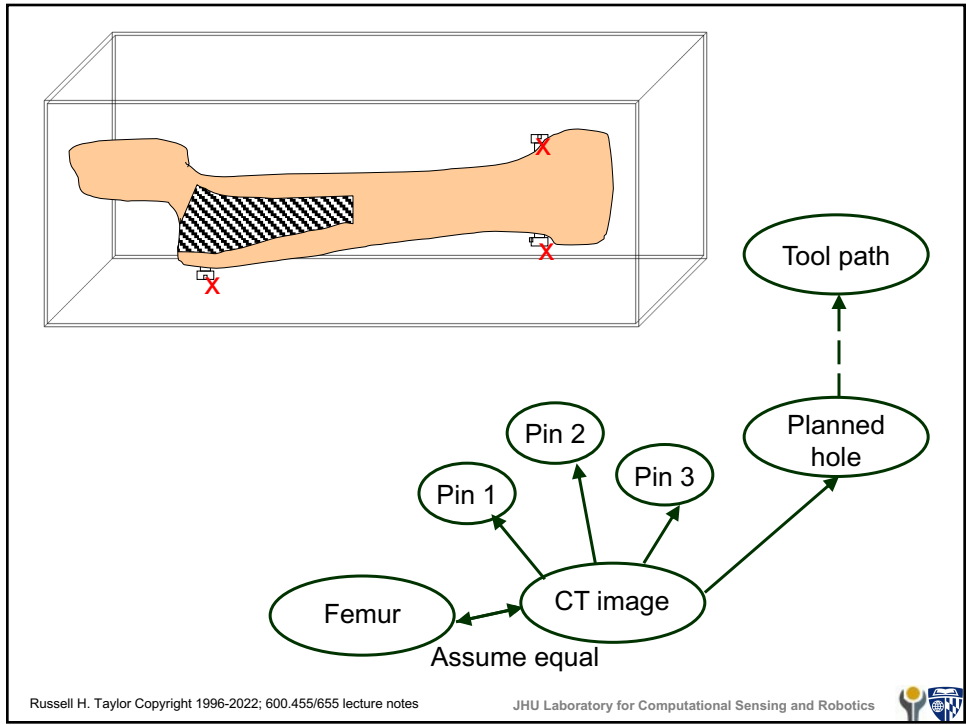 X
X
X
Tool path
Planned
hole
Pin 2
Pin 3
Pin 1
CT image
Femur
Assume equal
Russell H. Taylor Copyright 1996-2022; 600.455/655 lecture notes
JHU Laboratory for Computational Sensing and Robotics